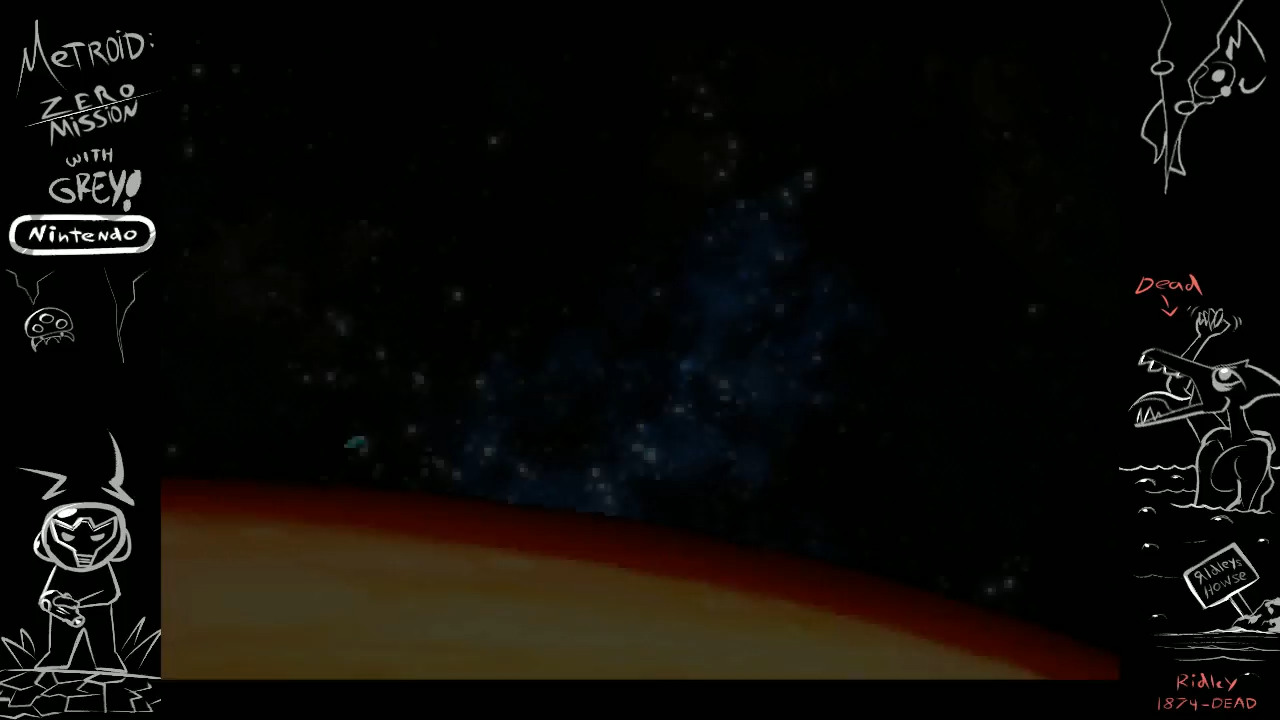 METROID:
ZERO
MISSION
WITH
GREY!
Nintendo
Dead
Ridleys
Howse
Ridley
1874-DEAD